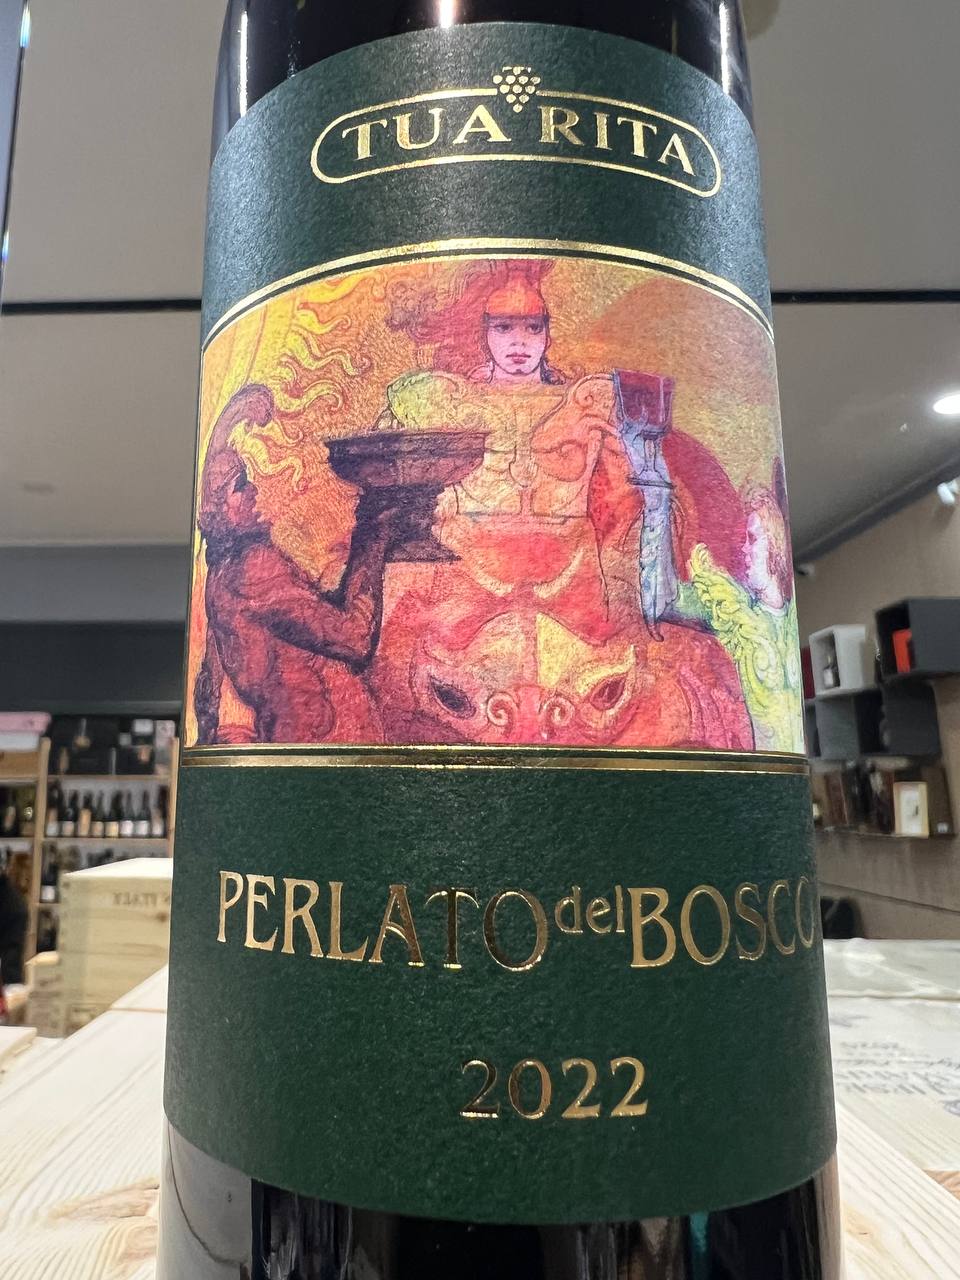 TUA RITA
PERLATO del BOSCO
2022